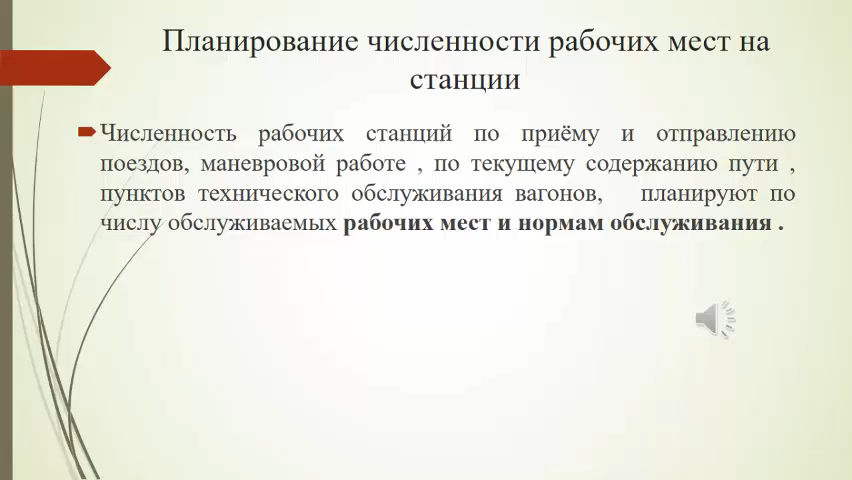 Планирование численности рабочих мест на
станции
Численность рабочих станций по приёму и отправлению
поездов, маневровой работе , по текущему содержанию пути ,
пунктов технического обслуживания вагонов, планируют по
числу обслуживаемых рабочих мест и нормам обслуживания .